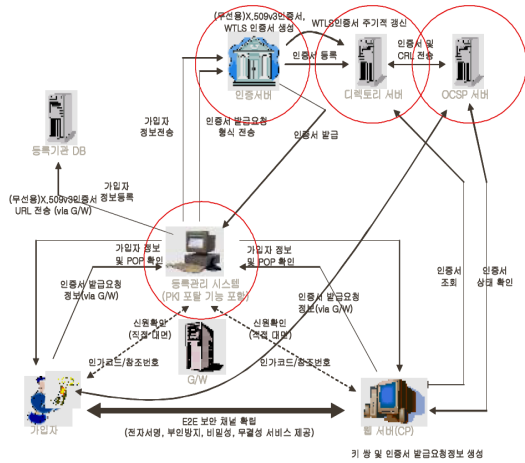 (무선용)X.509v3인증서,
WTLS 인증서 생성
WTLS인증서 주기적 갱신
인증서 등록
인증서 및
CRL 전송
인증서버
디렉토리 서버
OCSP 서버
가입자
정보전송
인증서 발급요청
형식 전송
인증서 발급
등록기관 DB
가입자
정보등록
(무선용)X.509v3인증서
URL 전송 (via G/W)
가입자 정보
및 POP 확인
가입자 정보
및 POP 확인
인증서 발급요청
정보(via G/W)
등록관리 시스템
(PKI 포탈 기능 포함)
인증서 발급요청
정보(via G/W)
인증서
조회
인증서
상태 확인
신원확인
(직접 대면)
신원확인
(직접 대면)
인가코드/참조번호
G/W
인가코드/참조번호
가입자
E2E 보안 채널 확립
(전자서명, 부인방지, 비밀성, 무결성 서비스 제공)
웹 서버(CP)
키 쌍 및 인증서 발급요청정보 생성